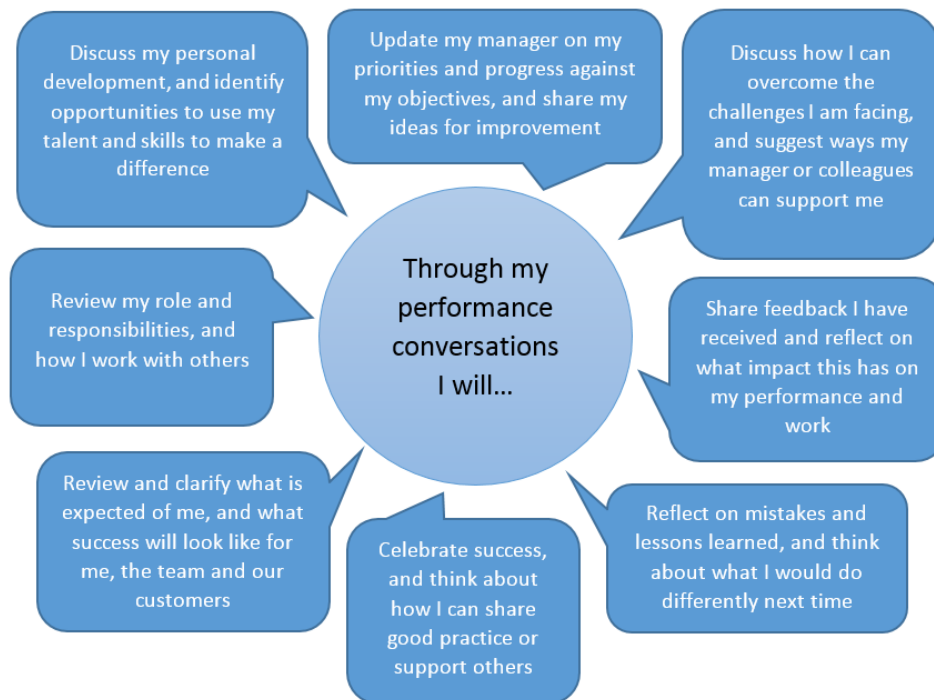 Discuss my personal
development, and identify
opportunities to use my
talent and skills to make a
difference
Update my manager on my
priorities and progress against
my objectives, and share my
ideas for improvement
Discuss how I can
overcome the
challenges I am facing,
and suggest ways my
manager or colleagues
can support me
Through my
performance
conversations
I will…
Review my role and
responsibilities, and
how I work with others
Share feedback I have
received and reflect on
what impact this has on
my performance and
work
Review and clarify what is
expected of me, and what
success will look like for
me, the team and our
customers
Celebrate success,
and think about
how I can share
good practice or
support others
Reflect on mistakes and
lessons learned, and think
about what I would do
differently next time